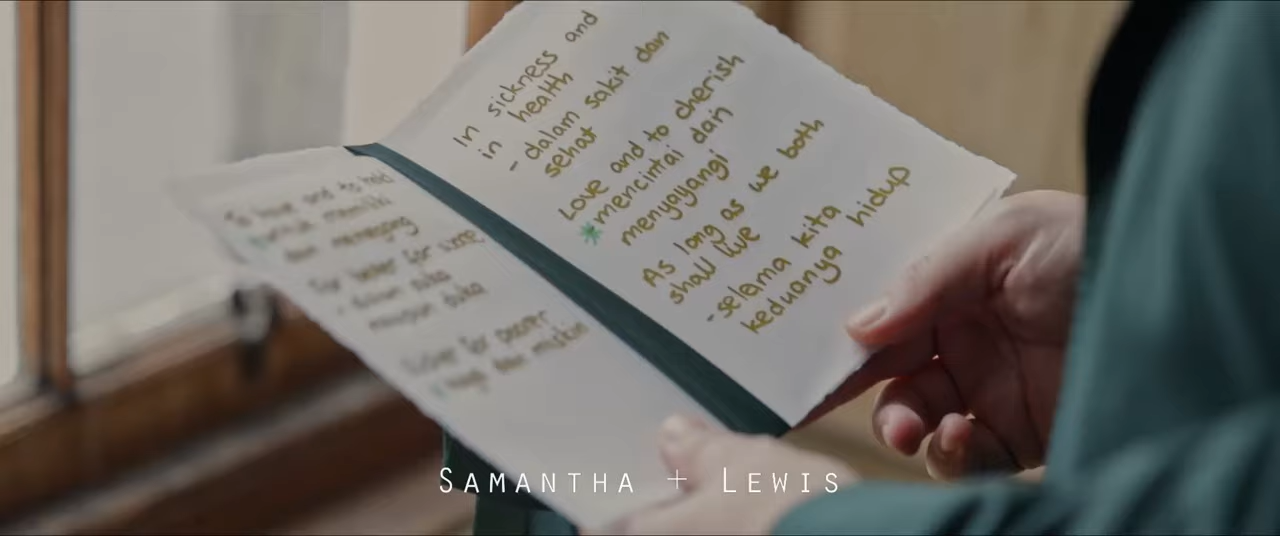 To have and to hold
- untuk memiliki
dan memegang
For better for worse
- dalam suka
maupun duka
for poorer
dan miskin
In sickness and
in health
- dalam sakit dan
sehat
Love and to cherish
*mencintai dain
menyayangi
As long as we both
shall live
-selama kita
keduanya hidup
SAMANTHA + LEWIS